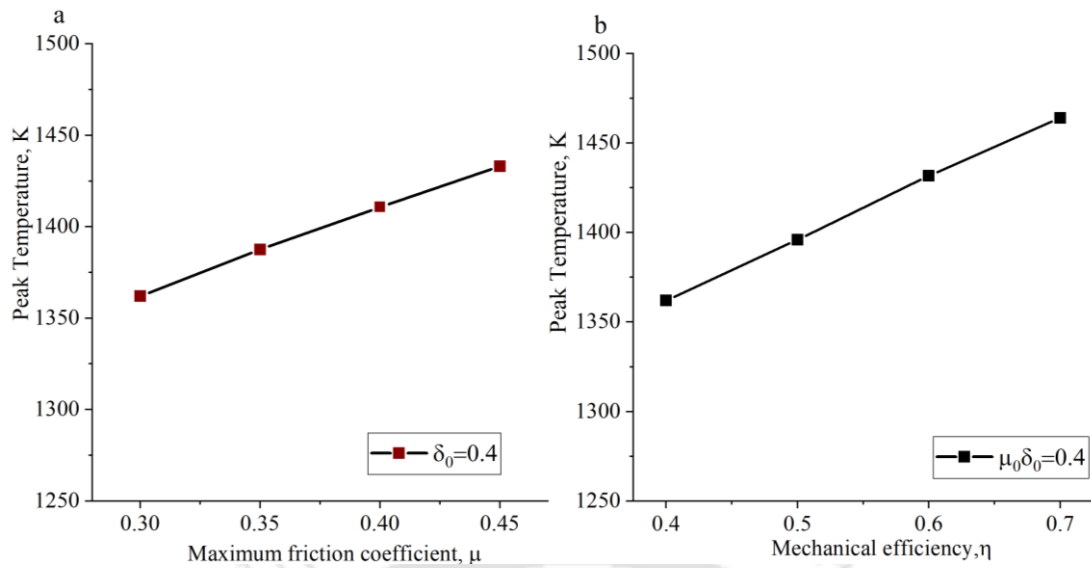 a
1500
1450
1400
1350
1300
1250
Peak Temperature, K
0.30 0.35 0.40 0.45
Maximum friction coefficient, μ
δ₀=0.4
b
1500
1450
1400
1350
1300
1250
Peak Temperature, K
0.4 0.5 0.6 0.7
Mechanical efficiency,η
μ₀δ₀=0.4